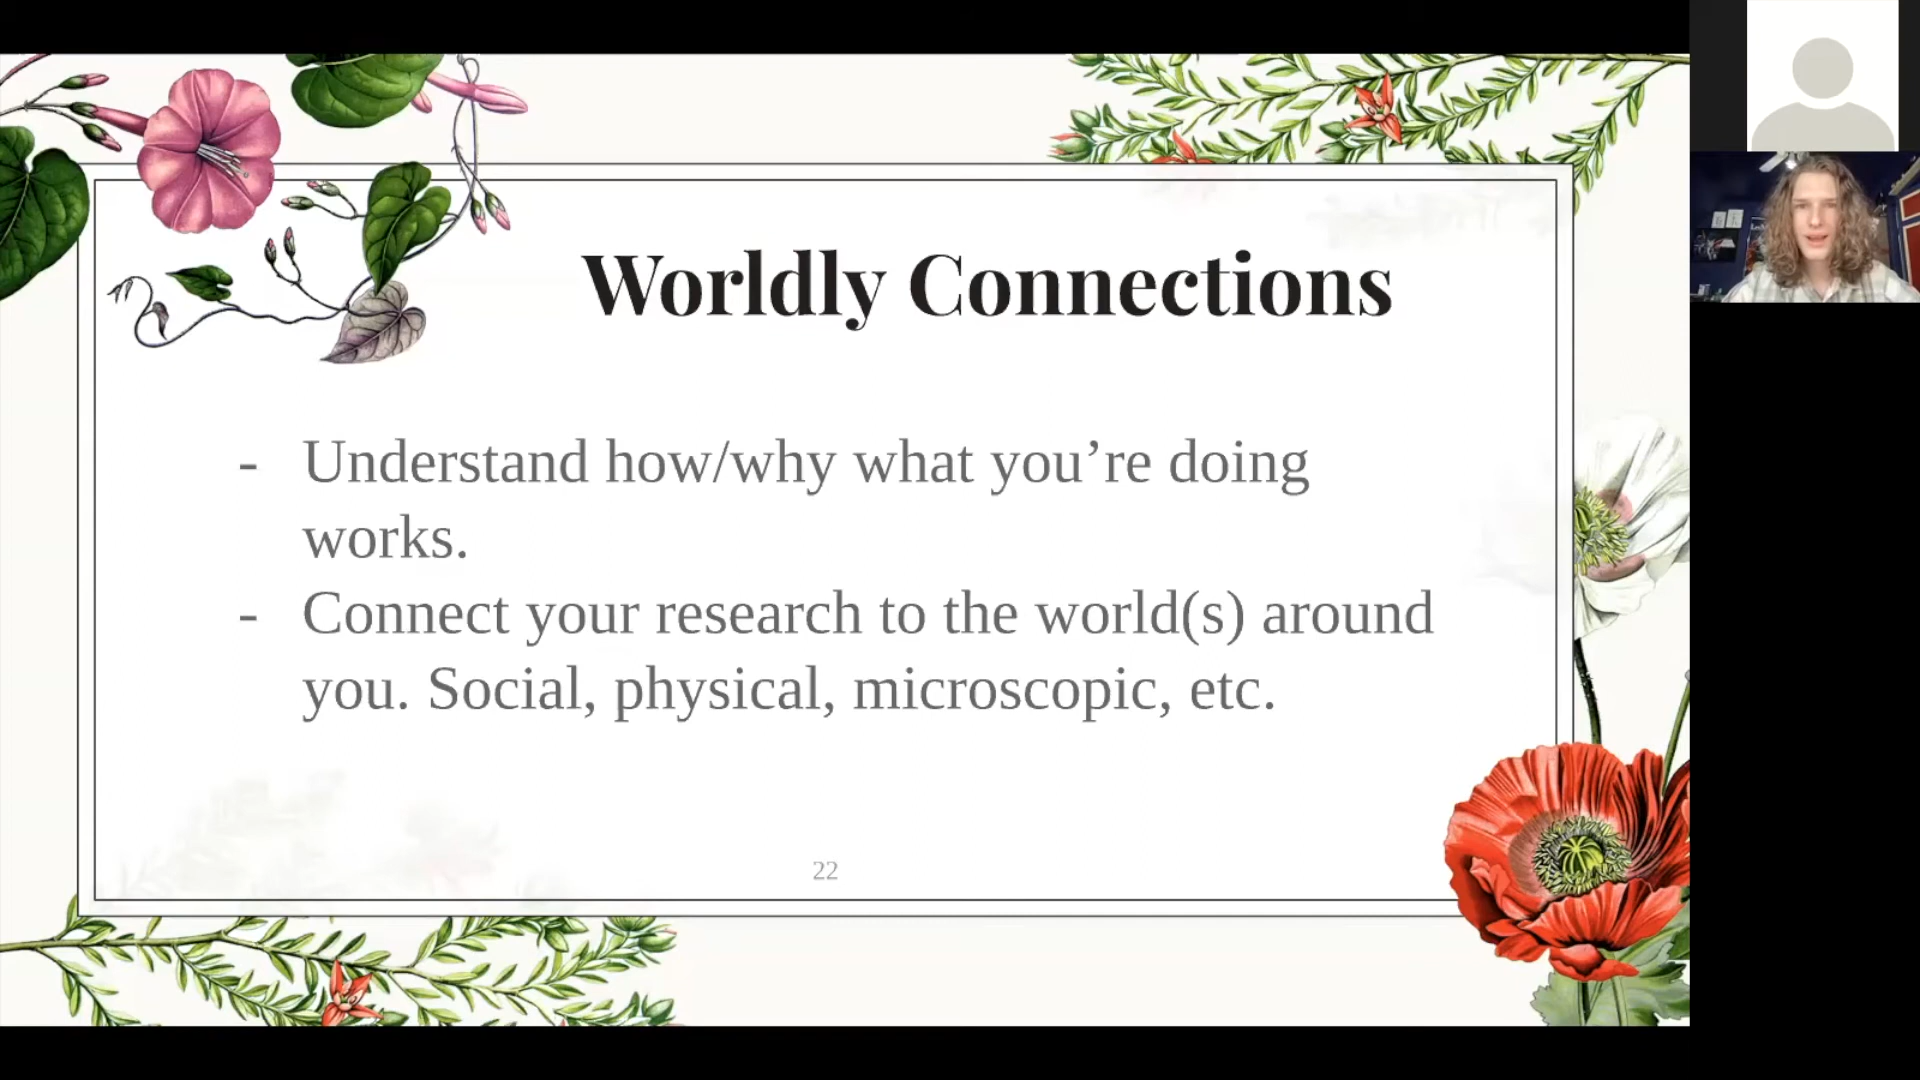 Worldly Connections
- Understand how/why what you’re doing
works.
- Connect your research to the world(s) around
you. Social, physical, microscopic, etc.
22